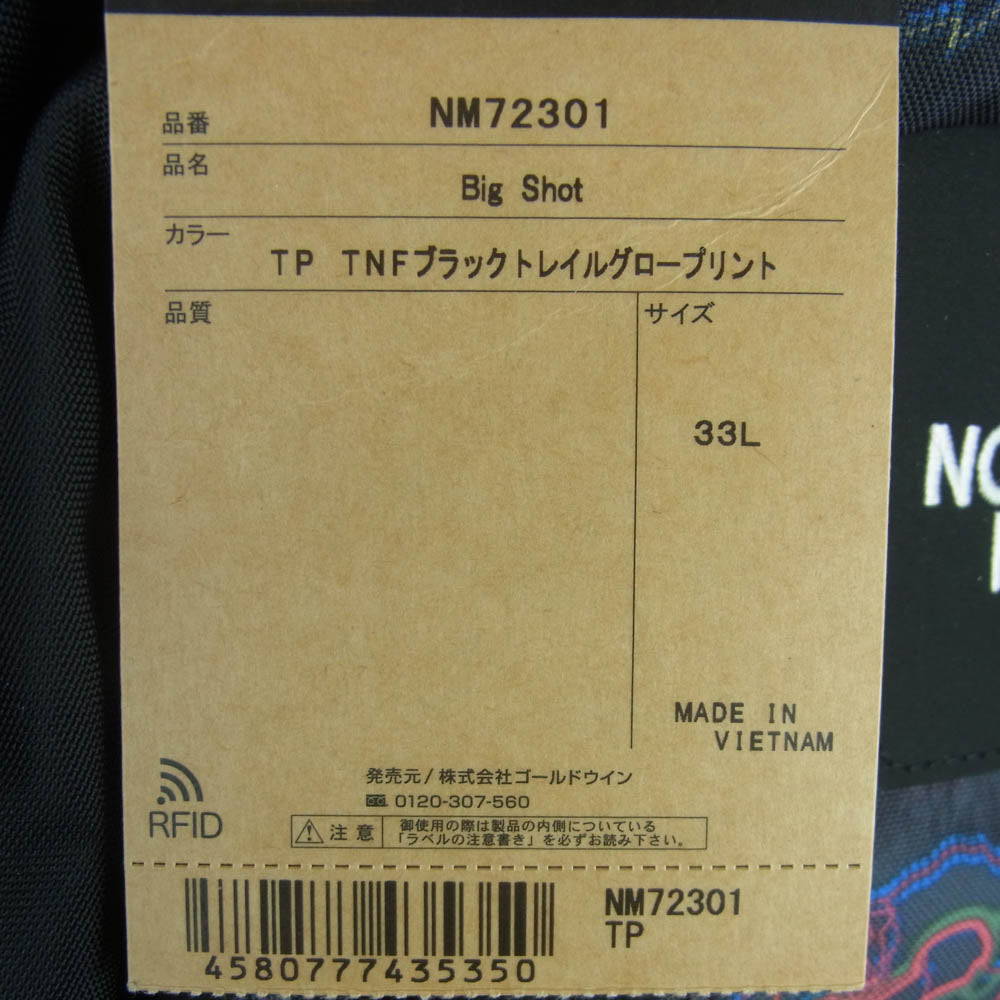 品番 NM72301
品名
Big Shot
カラー
TP TNFブラックトレイルグロープリント
品質
サイズ
33L
MADE IN
VIETNAM
発売元/株式会社ゴールドウイン
0120-307-560
RFID
注意
御使用の際は製品の内側についている
「ラベルの注意書き」を必ずお読み下さい。
4580777435350
NM72301
TP